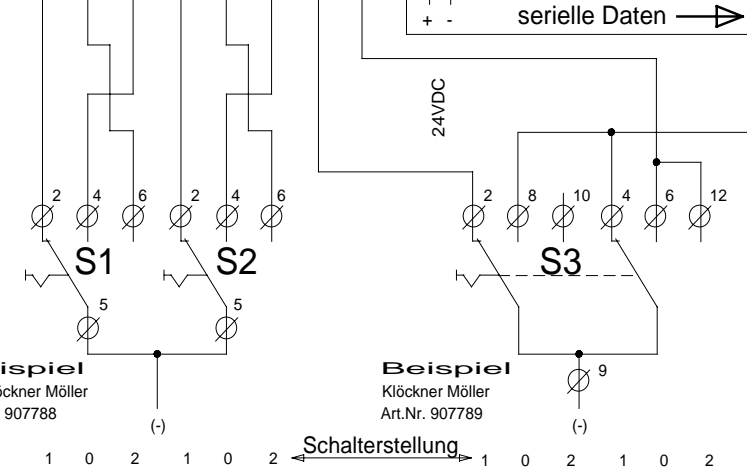 + -
serielle Daten
24VDC
2 4 6 2 4 6 2 8 10 4 6 12
S1 S2 S3
5 5
ispiel Beispiel
9
öckner Möller Klöckner Möller
907788 Art.Nr. 907789
(-) (-)
Schalterstellung
1 0 2 1 0 2 1 0 2 1 0 2